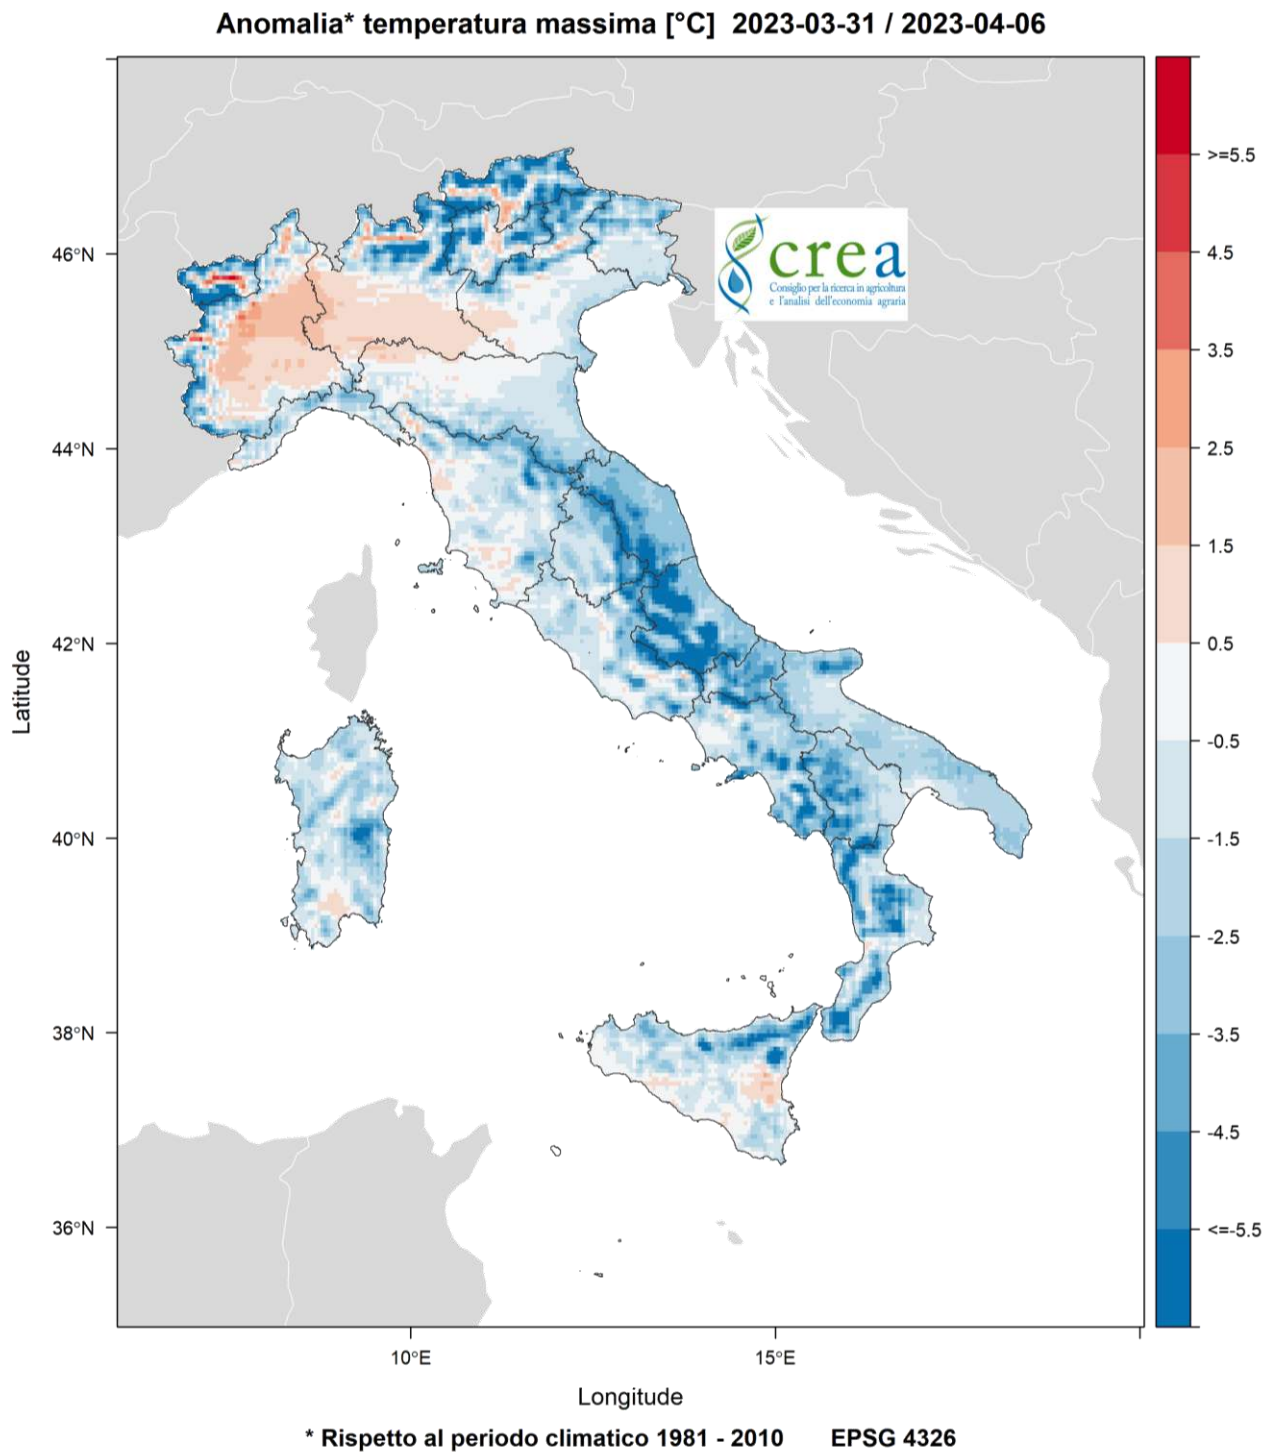 Anomalia* temperatura massima [°C] 2023-03-31 / 2023-04-06
crea
Consiglio per la ricerca in agricoltura
e l'analisi dell'economia agraria
>=5.5
4.5
3.5
2.5
1.5
0.5
-0.5
-1.5
-2.5
-3.5
-4.5
<=-5.5
46°N
44°N
42°N
40°N
38°N
36°N
Latitude
10°E
15°E
Longitude
* Rispetto al periodo climatico 1981 - 2010 EPSG 4326